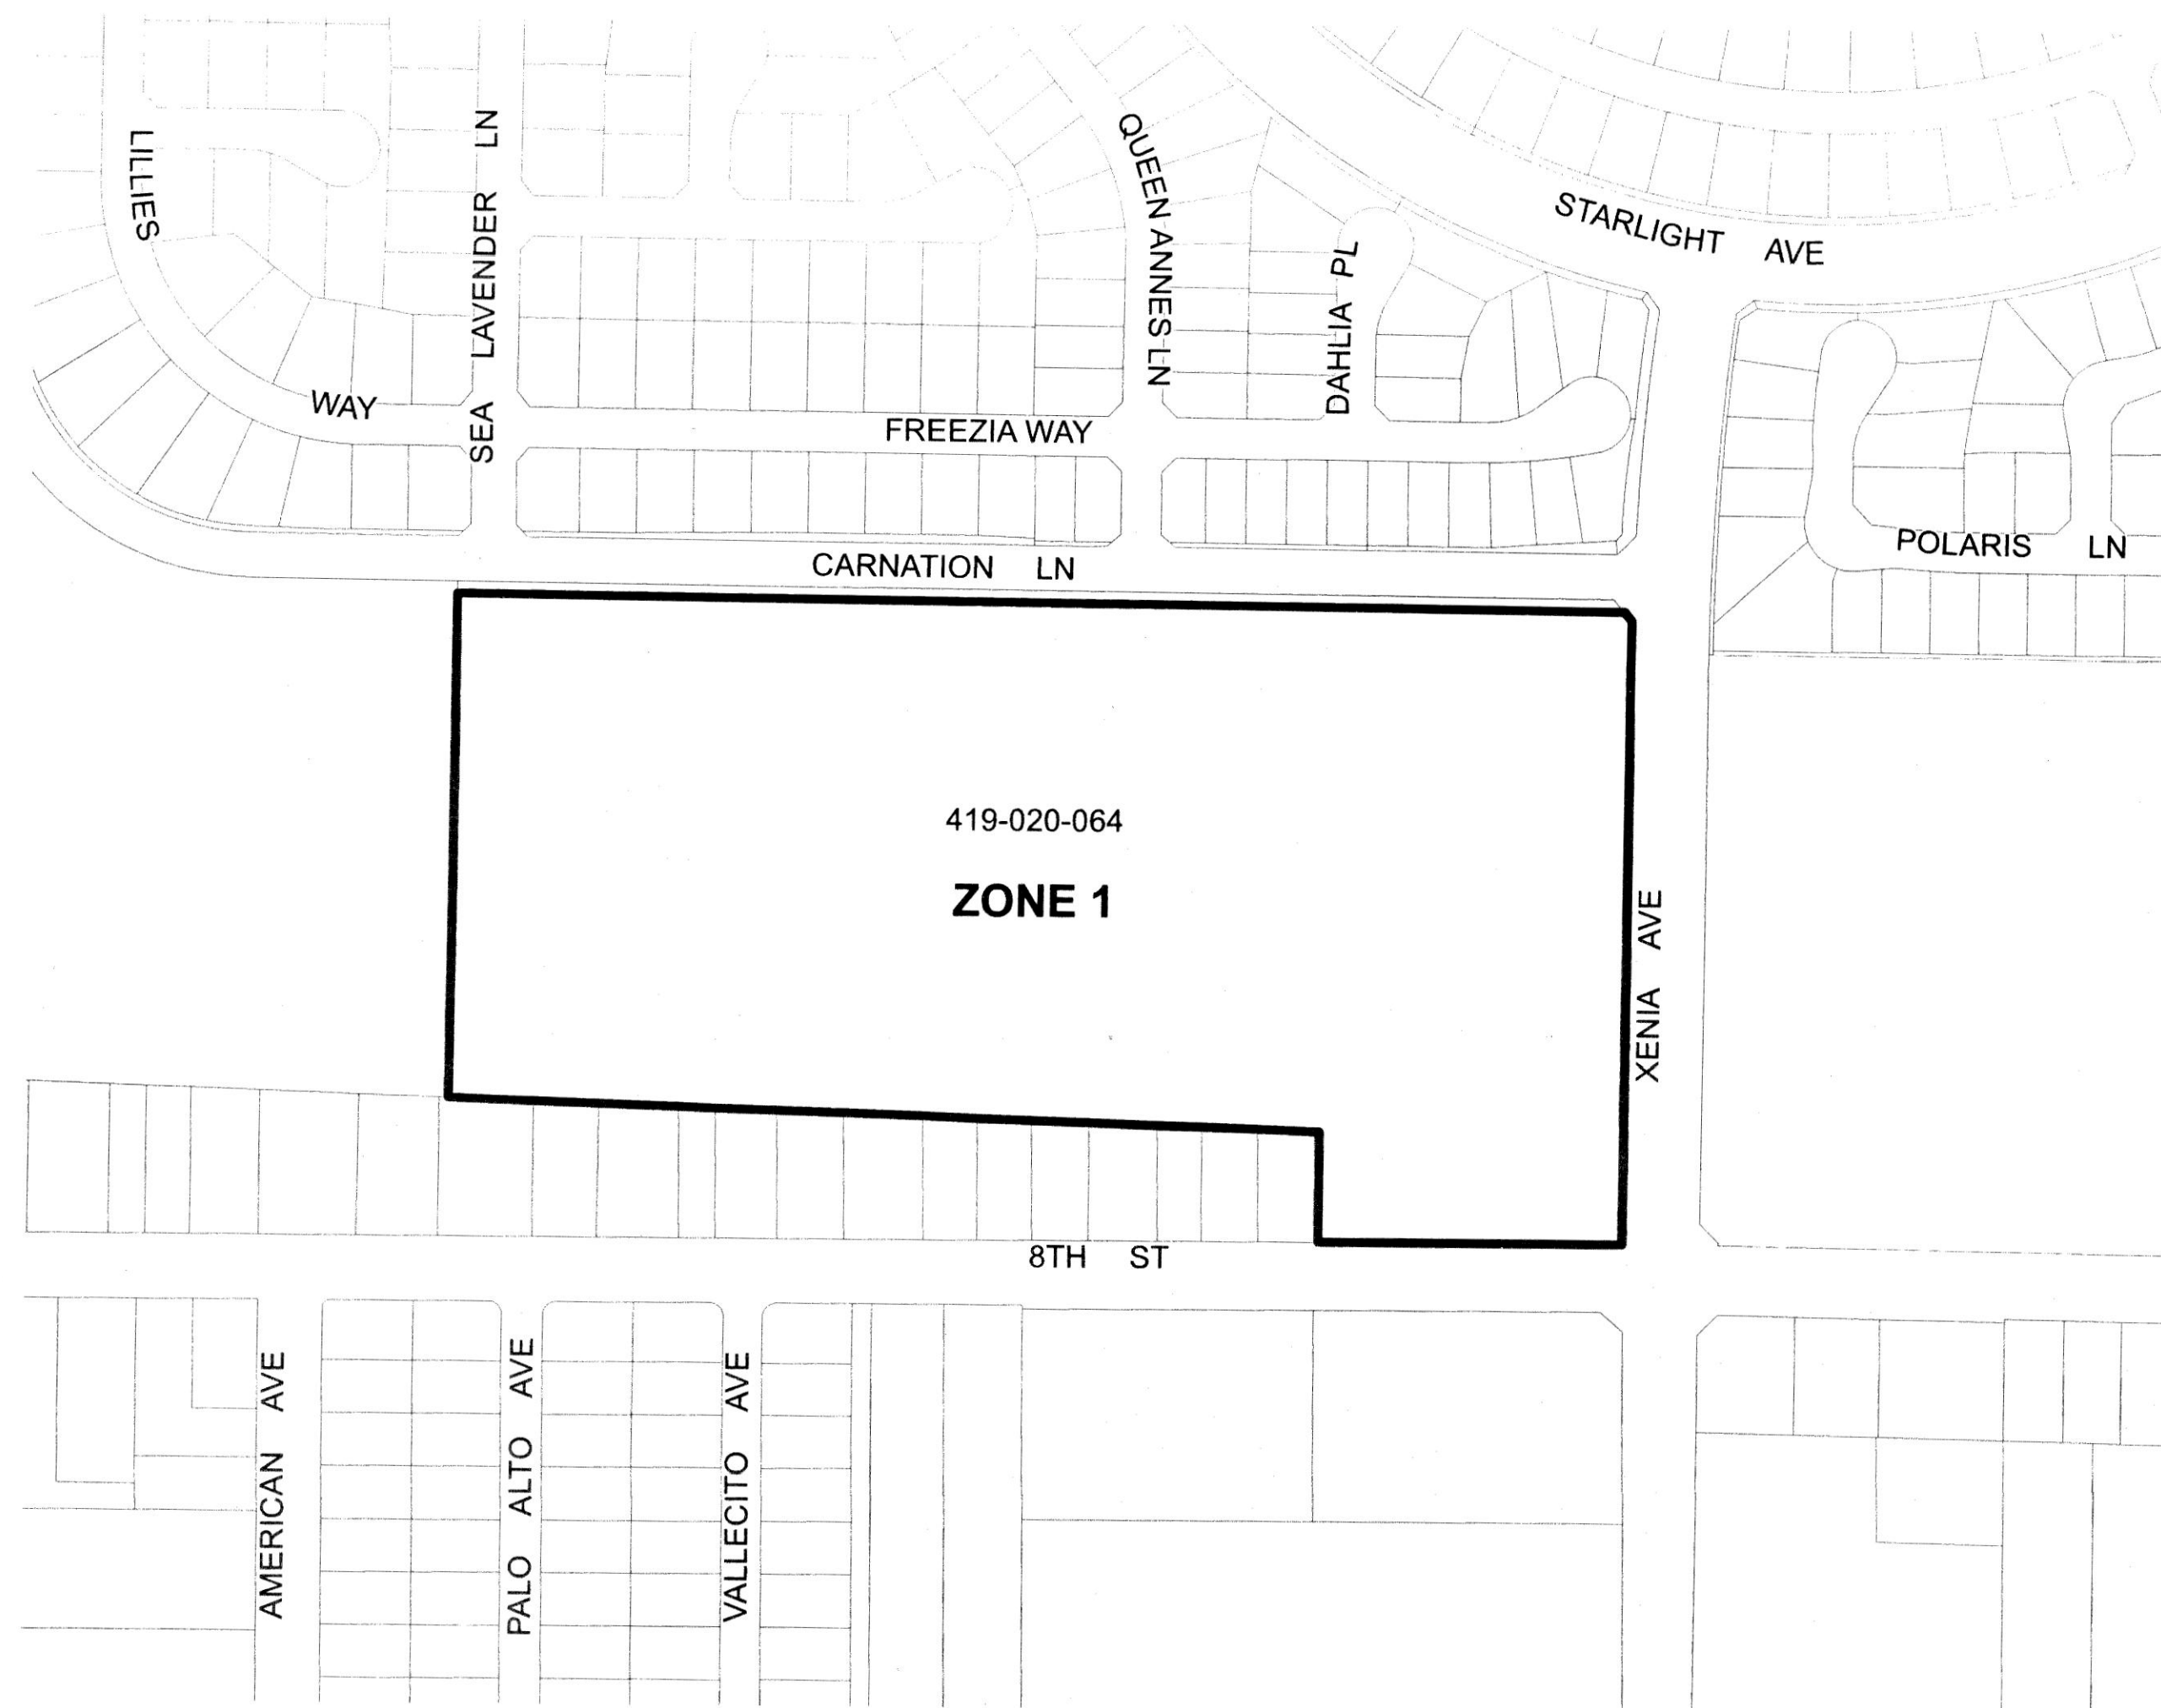 LILLIES
SEA LAVENDER LN
QUEEN ANNES LN
STARLIGHT AVE
DAHLIA PL
WAY
FREEZIA WAY
POLARIS LN
CARNATION LN
419-020-064
ZONE 1
XENIA AVE
8TH ST
AMERICAN AVE
PALO ALTO AVE
VALLECITO AVE